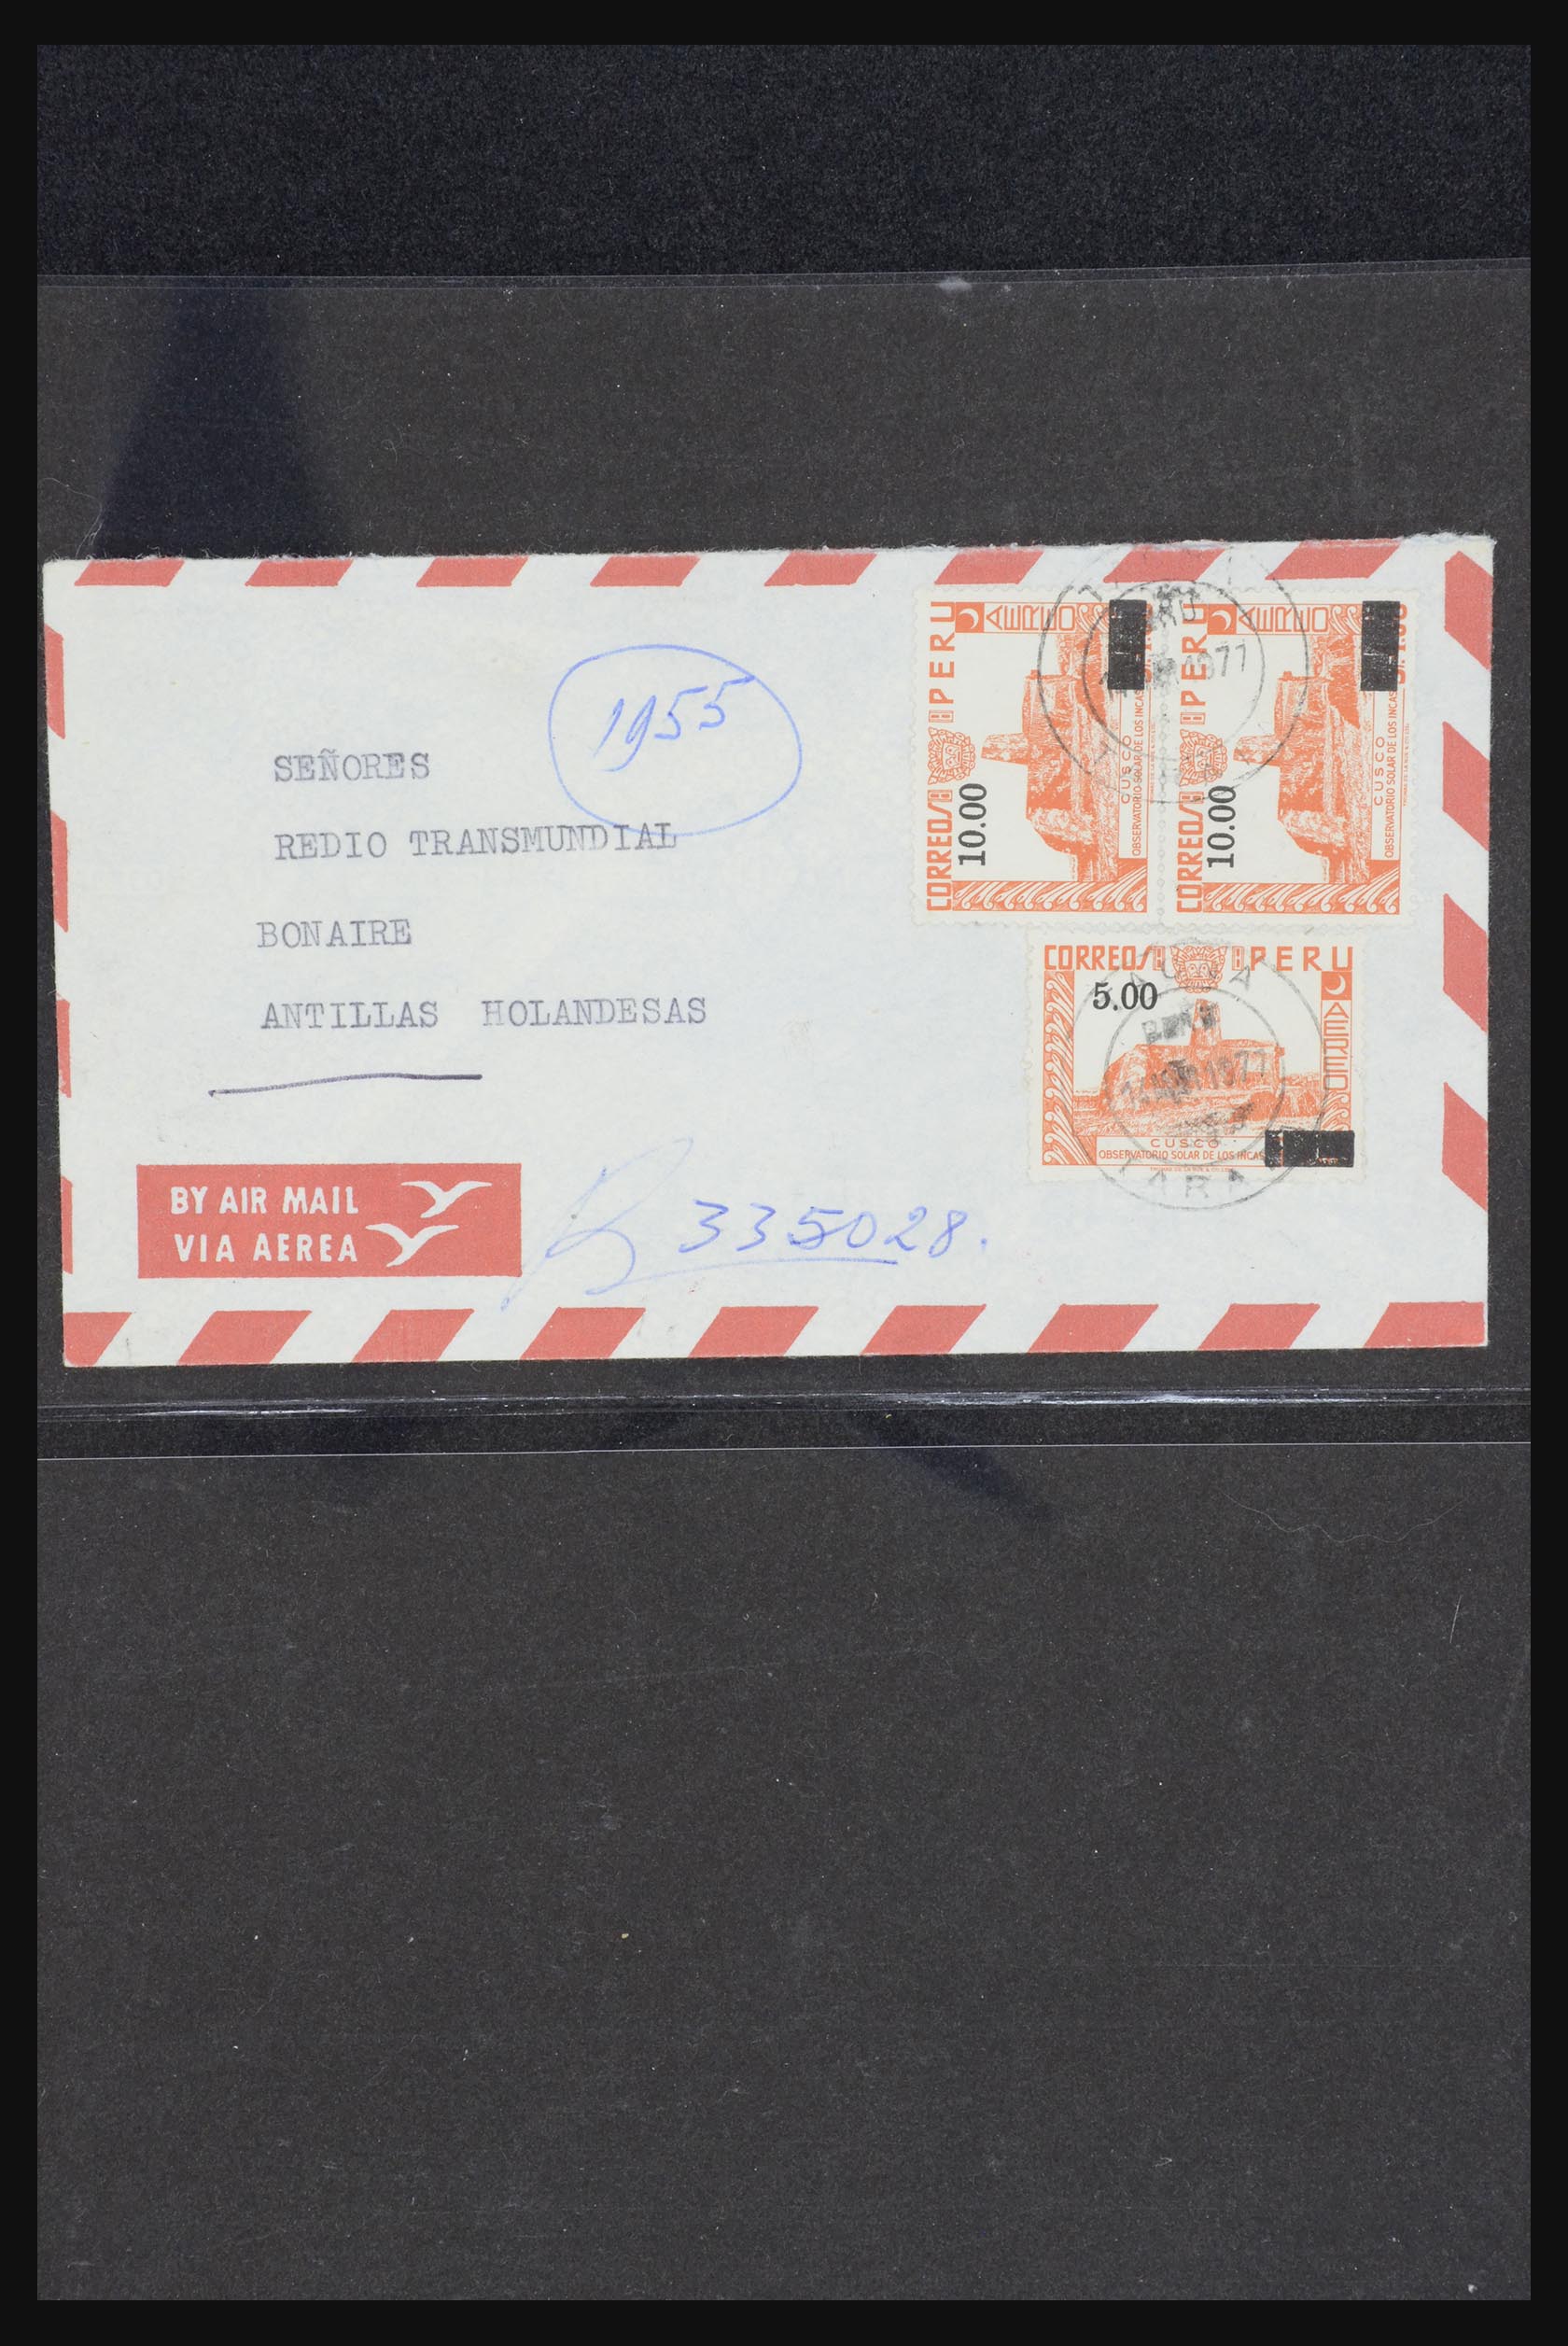 1955
SEÑORES
REDIO TRANSMUNDIAL
BONAIRE
ANTILLAS HOLANDESAS
BY AIR MAIL
VIA AEREA
R 335028.
CORREOS PERU
AEREO
10.00
CUSCO
OBSERVATORIO SOLAR DE LOS INCAS
CORREOS PERU
AEREO
10.00
CUSCO
OBSERVATORIO SOLAR DE LOS INCAS
1977
CORREOS PERU
5.00
AEREO
CUSCO
OBSERVATORIO SOLAR DE LOS INCAS
1977